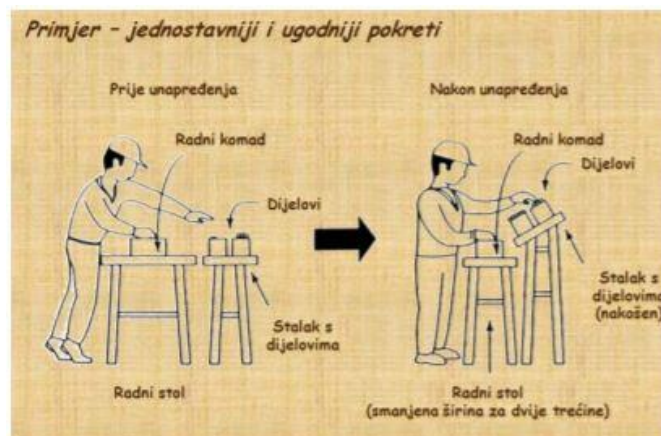 Primjer – jednostavniji i ugodniji pokreti
Prije unapređenja
Radni komad
Dijelovi
Stalak s
dijelovima
Radni stol
Nakon unapređenja
Radni komad
Dijelovi
Stalak s
dijelovima
(nakošen)
Radni stol
(smanjena širina za dvije trećine)